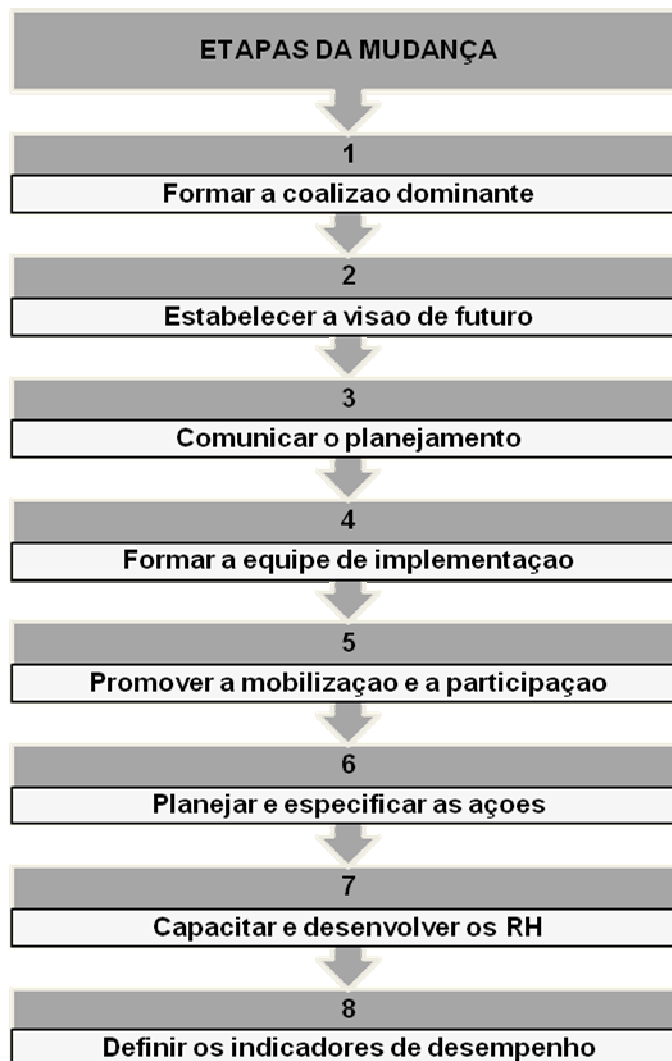 ETAPAS DA MUDANÇA
1
Formar a coalizao dominante
2
Estabelecer a visao de futuro
3
Comunicar o planejamento
4
Formar a equipe de implementaçao
5
Promover a mobilizaçao e a participaçao
6
Planejar e especificar as açoes
7
Capacitar e desenvolver os RH
8
Definir os indicadores de desempenho